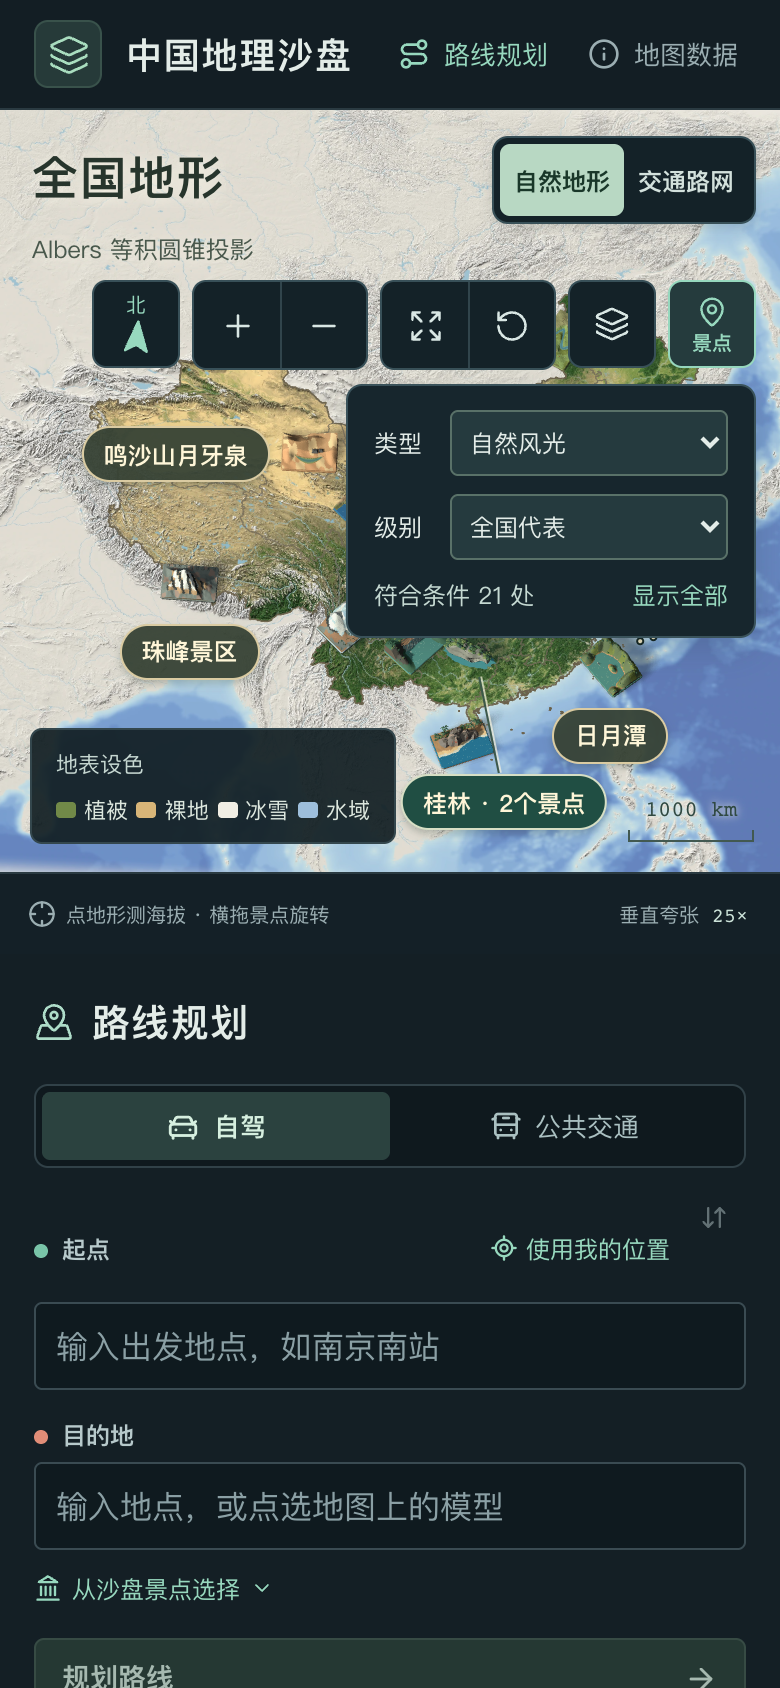 中国地理沙盘 路线规划 地图数据
全国地形
自然地形 交通路网
Albers 等积圆锥投影
北
景点
类型 自然风光
鸣沙山月牙泉
级别 全国代表
符合条件 21 处 显示全部
珠峰景区
日月潭
地表设色
植被 裸地 冰雪 水域
桂林 · 2个景点
1000 km
点地形测海拔 · 横拖景点旋转 垂直夸张 25×
路线规划
自驾 公共交通
起点 使用我的位置
输入出发地点，如南京南站
目的地
输入地点，或点选地图上的模型
从沙盘景点选择
规划路线